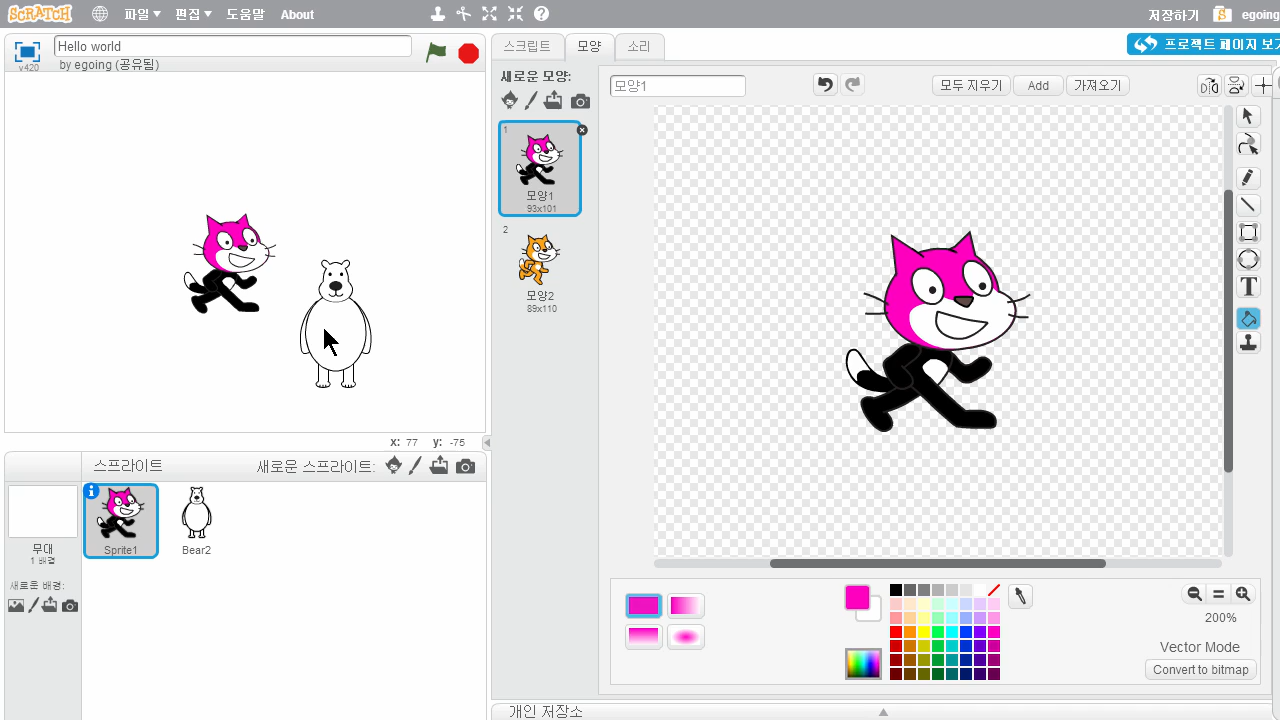 SCRATCH 파일 편집 도움말 About 저장하기 egoing
Hello world
v420
by egoing (공유됨)
스크립트 모양 소리
프로젝트 페이지 보기
새로운 모양:
모양1
모두 지우기 Add 가져오기
1
모양1
93x101
2
모양2
89x110
T
x: 77 y: -75
스프라이트 새로운 스프라이트:
무대
1 배경
Sprite1
Bear2
새로운 배경:
200%
Vector Mode
Convert to bitmap
개인 저장소